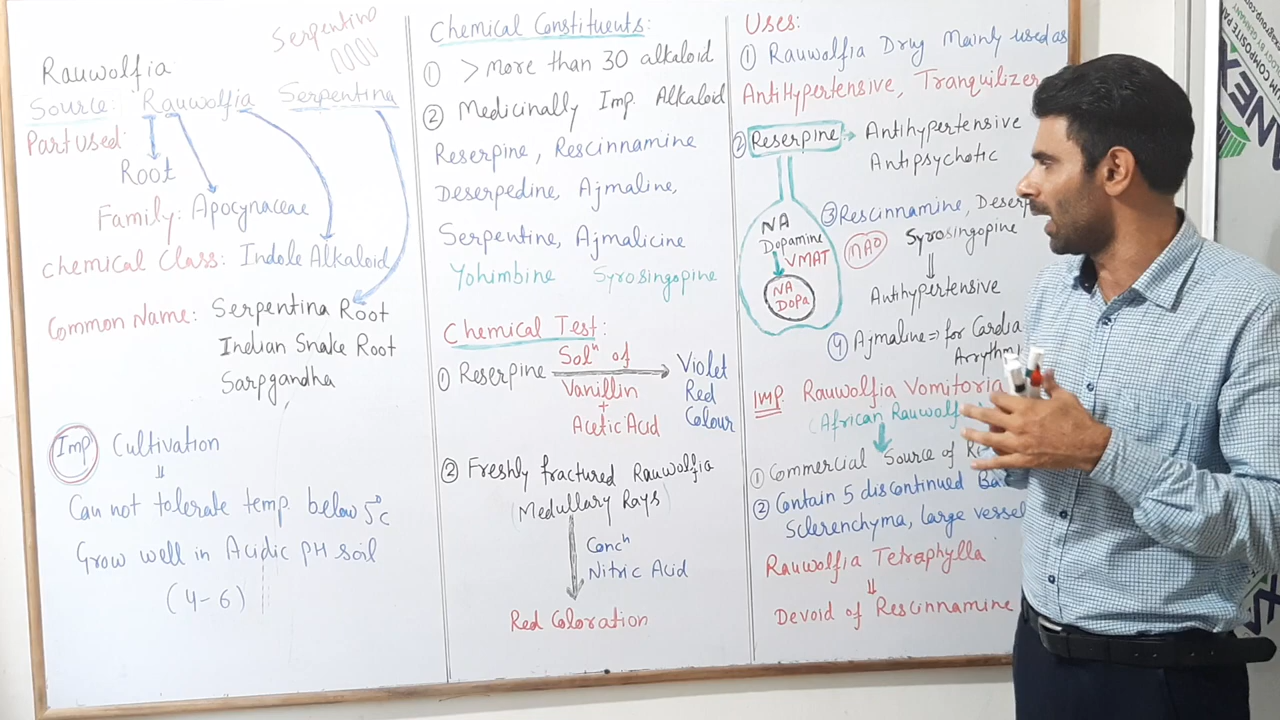 Serpentino
Rauwolfia
Source: Rauwolfia Serpentina
Part Used
Root
Family: Apocynaceae
Chemical Class: Indole Alkaloid
Common Name: Serpentina Root
Indian Snake Root
Sarpgandha
Imp Cultivation
Can not tolerate temp. below 5°c
Grow well in Acidic PH soil
(4-6)
Chemical Constituents:
① > More than 30 alkaloid
② Medicinally Imp. Alkaloid
Reserpine, Rescinnamine
Deserpedine, Ajmaline,
Serpentine, Ajmalicine
Yohimbine Syrosingopine
Chemical Test:
① Reserpine Solⁿ of Vanillin + Acetic Acid Violet Red Colour
② Freshly fractured Rauwolfia
(Medullary Rays)
Concⁿ
Nitric Acid
Red Coloration
Uses:
① Rauwolfia Drug Mainly used as
AntiHypertensive, Tranquilizer
② Reserpine → Antihypertensive
Antipsychotic
NA
Dopamine
VMAT
NA
Dopa
MAO
③ Rescinnamine, Deserp
Syrosingopine
⇓
Antihypertensive
④ Ajmaline ⇒ for Cardia
Arrythm
IMP. Rauwolfia Vomitoria
(African Rauwolf
① Commercial Source of Re
② Contain 5 discontinued Ba
Sclerenchyma, large vessel
Rauwolfia Tetraphylla
⇓
Devoid of Rescinnamine